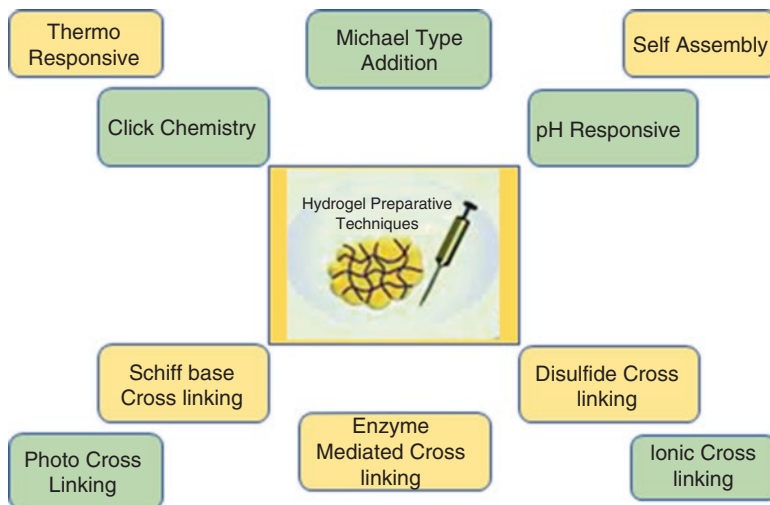 Thermo
Responsive
Michael Type
Addition
Self Assembly
Click Chemistry
pH Responsive
Hydrogel Preparative
Techniques
Schiff base
Cross linking
Disulfide Cross
linking
Enzyme
Mediated Cross
linking
Photo Cross
Linking
Ionic Cross
linking